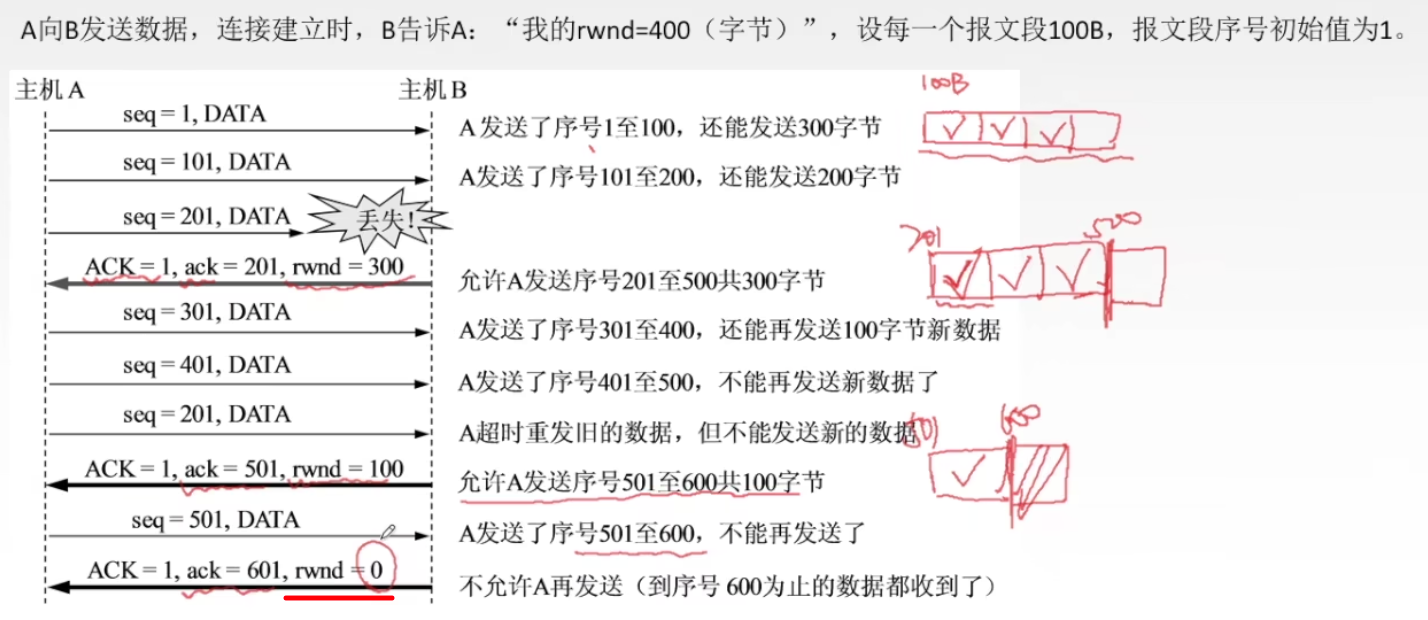 A向B发送数据，连接建立时，B告诉A：“我的rwnd=400（字节）”，设每一个报文段100B，报文段序号初始值为1。
主机A 主机B
100B
seq = 1, DATA
A发送了序号1至100，还能发送300字节
seq = 101, DATA
A发送了序号101至200，还能发送200字节
seq = 201, DATA
丢失!
201 500
ACK = 1, ack = 201, rwnd = 300
允许A发送序号201至500共300字节
seq = 301, DATA
A发送了序号301至400，还能再发送100字节新数据
seq = 401, DATA
A发送了序号401至500，不能再发送新数据了
seq = 201, DATA
A超时重发旧的数据，但不能发送新的数据
501 600
ACK = 1, ack = 501, rwnd = 100
允许A发送序号501至600共100字节
seq = 501, DATA
A发送了序号501至600，不能再发送了
ACK = 1, ack = 601, rwnd = 0
不允许A再发送（到序号 600为止的数据都收到了）